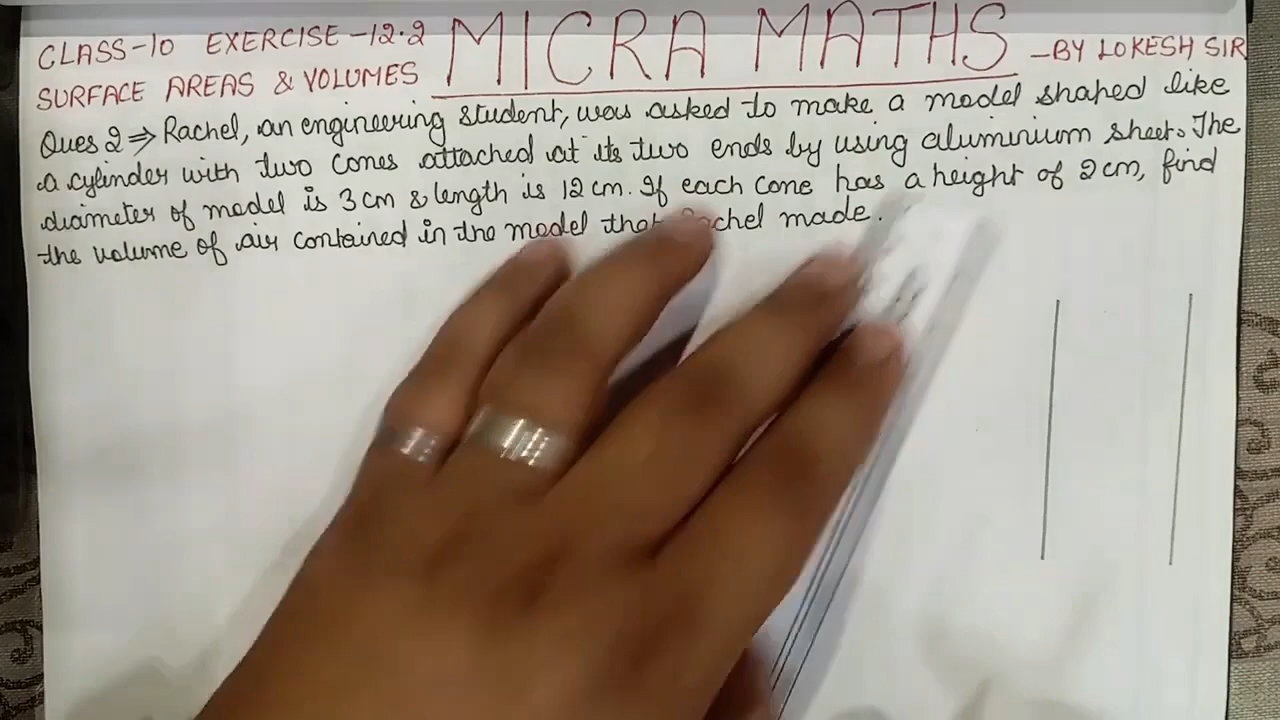 CLASS-10 EXERCISE-12.2 MICRA MATHS -BY LOKESH SIR
SURFACE AREAS & VOLUMES
Ques 2 ⇒ Rachel, an engineering student, was asked to make a model shaped like
a cylinder with two cones attached at its two ends by using aluminium sheet. The
diameter of model is 3 cm & length is 12 cm. If each cone has a height of 2 cm, find
the volume of air contained in the model that Rachel made.